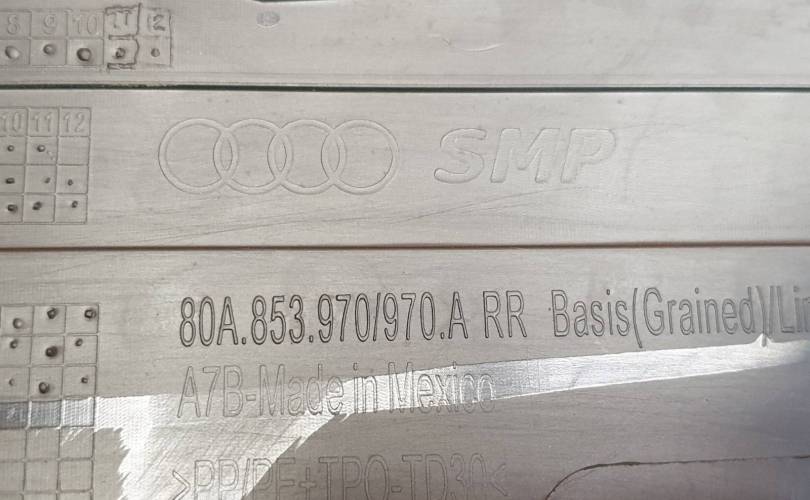 8 9 10 11 12
10 11 12
SMP
80A.853.970/970.A RR Basis(Grained)/Li
A7B-Made in Mexico
>PP/PE+TPO-TD30<